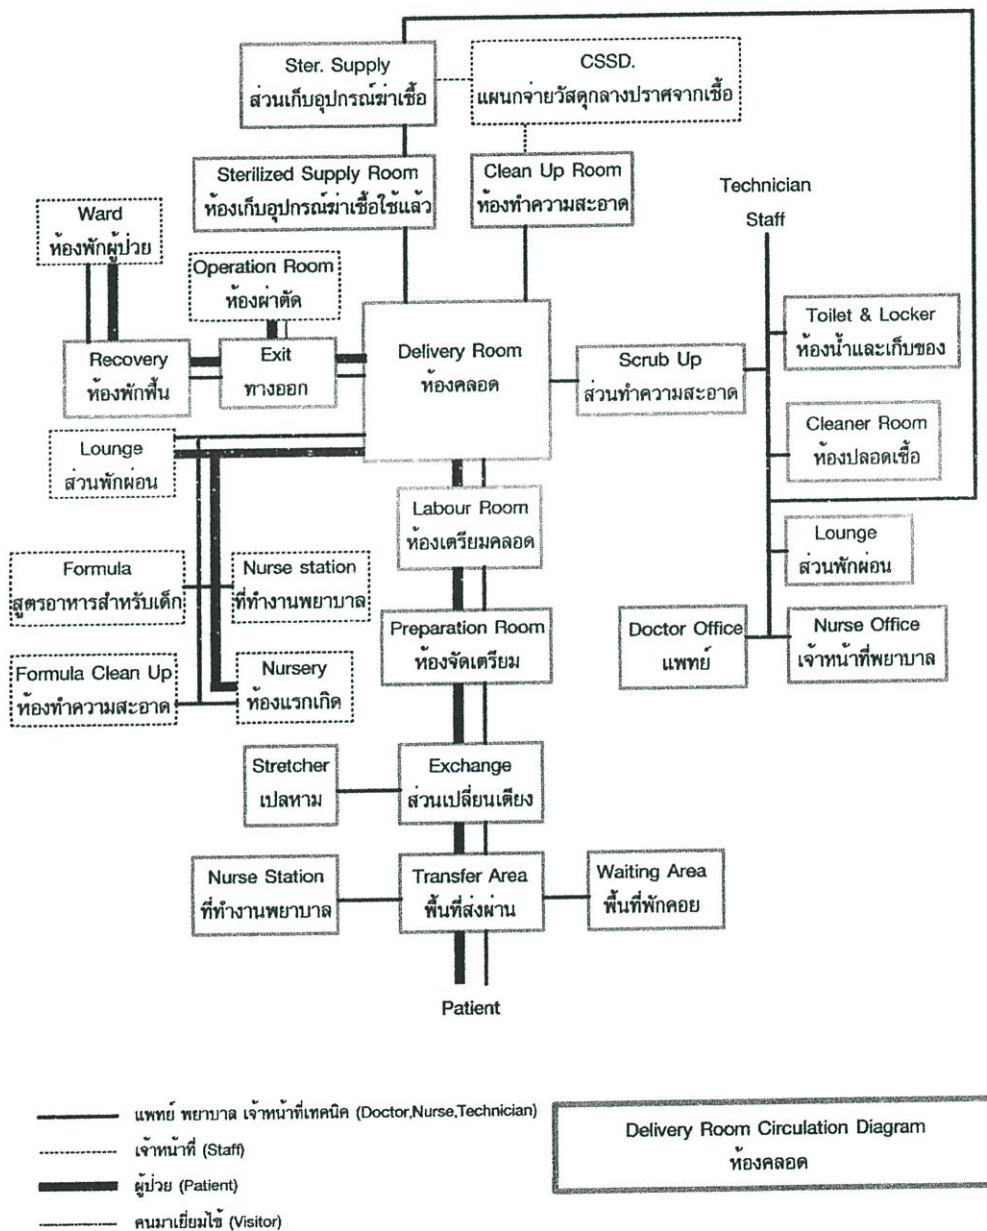 Ster. Supply
ส่วนเก็บอุปกรณ์ฆ่าเชื้อ
CSSD.
แผนกจ่ายวัสดุกลางปราศจากเชื้อ
Sterilized Supply Room
ห้องเก็บอุปกรณ์ฆ่าเชื้อใช้แล้ว
Clean Up Room
ห้องทำความสะอาด
Technician
Staff
Ward
ห้องพักผู้ป่วย
Operation Room
ห้องผ่าตัด
Recovery
ห้องพักฟื้น
Exit
ทางออก
Delivery Room
ห้องคลอด
Scrub Up
ส่วนทำความสะอาด
Toilet & Locker
ห้องน้ำและเก็บของ
Cleaner Room
ห้องปลอดเชื้อ
Lounge
ส่วนพักผ่อน
Labour Room
ห้องเตรียมคลอด
Lounge
ส่วนพักผ่อน
Formula
สูตรอาหารสำหรับเด็ก
Nurse station
ที่ทำงานพยาบาล
Preparation Room
ห้องจัดเตรียม
Doctor Office
แพทย์
Nurse Office
เจ้าหน้าที่พยาบาล
Formula Clean Up
ห้องทำความสะอาด
Nursery
ห้องแรกเกิด
Stretcher
เปลหาม
Exchange
ส่วนเปลี่ยนเตียง
Nurse Station
ที่ทำงานพยาบาล
Transfer Area
พื้นที่ส่งผ่าน
Waiting Area
พื้นที่พักคอย
Patient
แพทย์ พยาบาล เจ้าหน้าที่เทคนิค (Doctor,Nurse,Technician)
เจ้าหน้าที่ (Staff)
ผู้ป่วย (Patient)
คนมาเยี่ยมไข้ (Visitor)
Delivery Room Circulation Diagram
ห้องคลอด